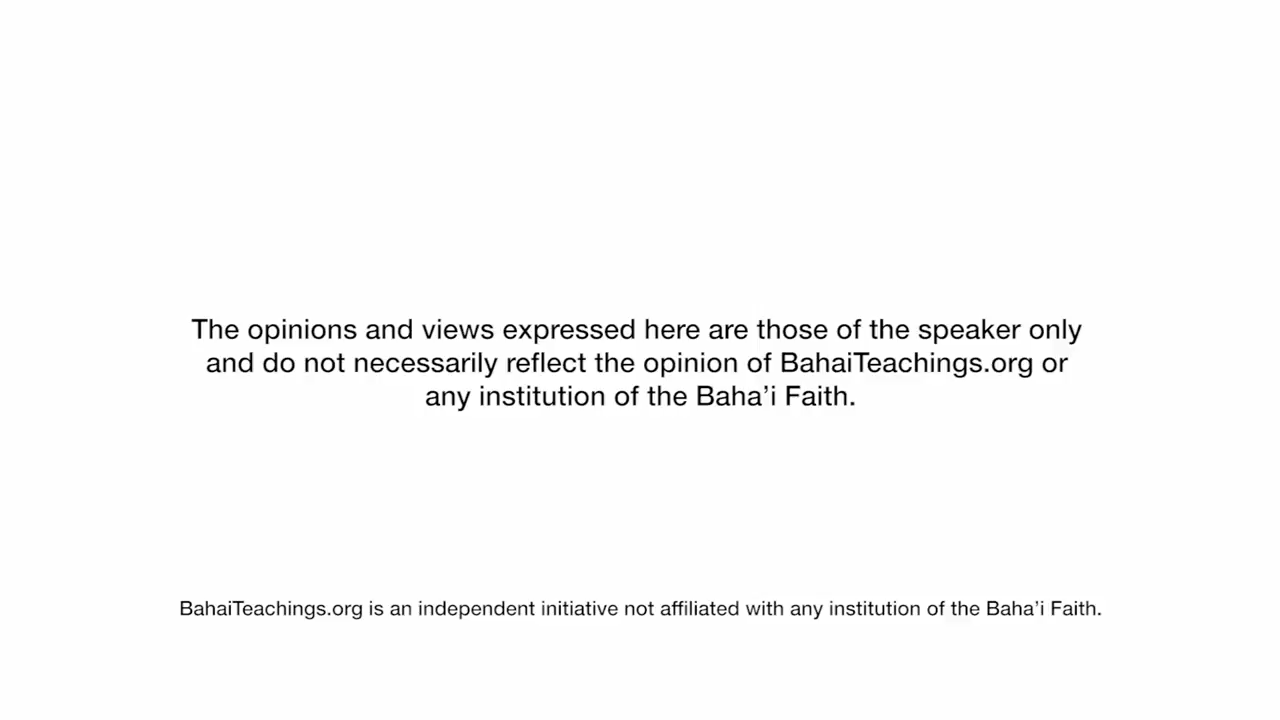 The opinions and views expressed here are those of the speaker only
and do not necessarily reflect the opinion of BahaiTeachings.org or
any institution of the Baha’i Faith.
BahaiTeachings.org is an independent initiative not affiliated with any institution of the Baha’i Faith.